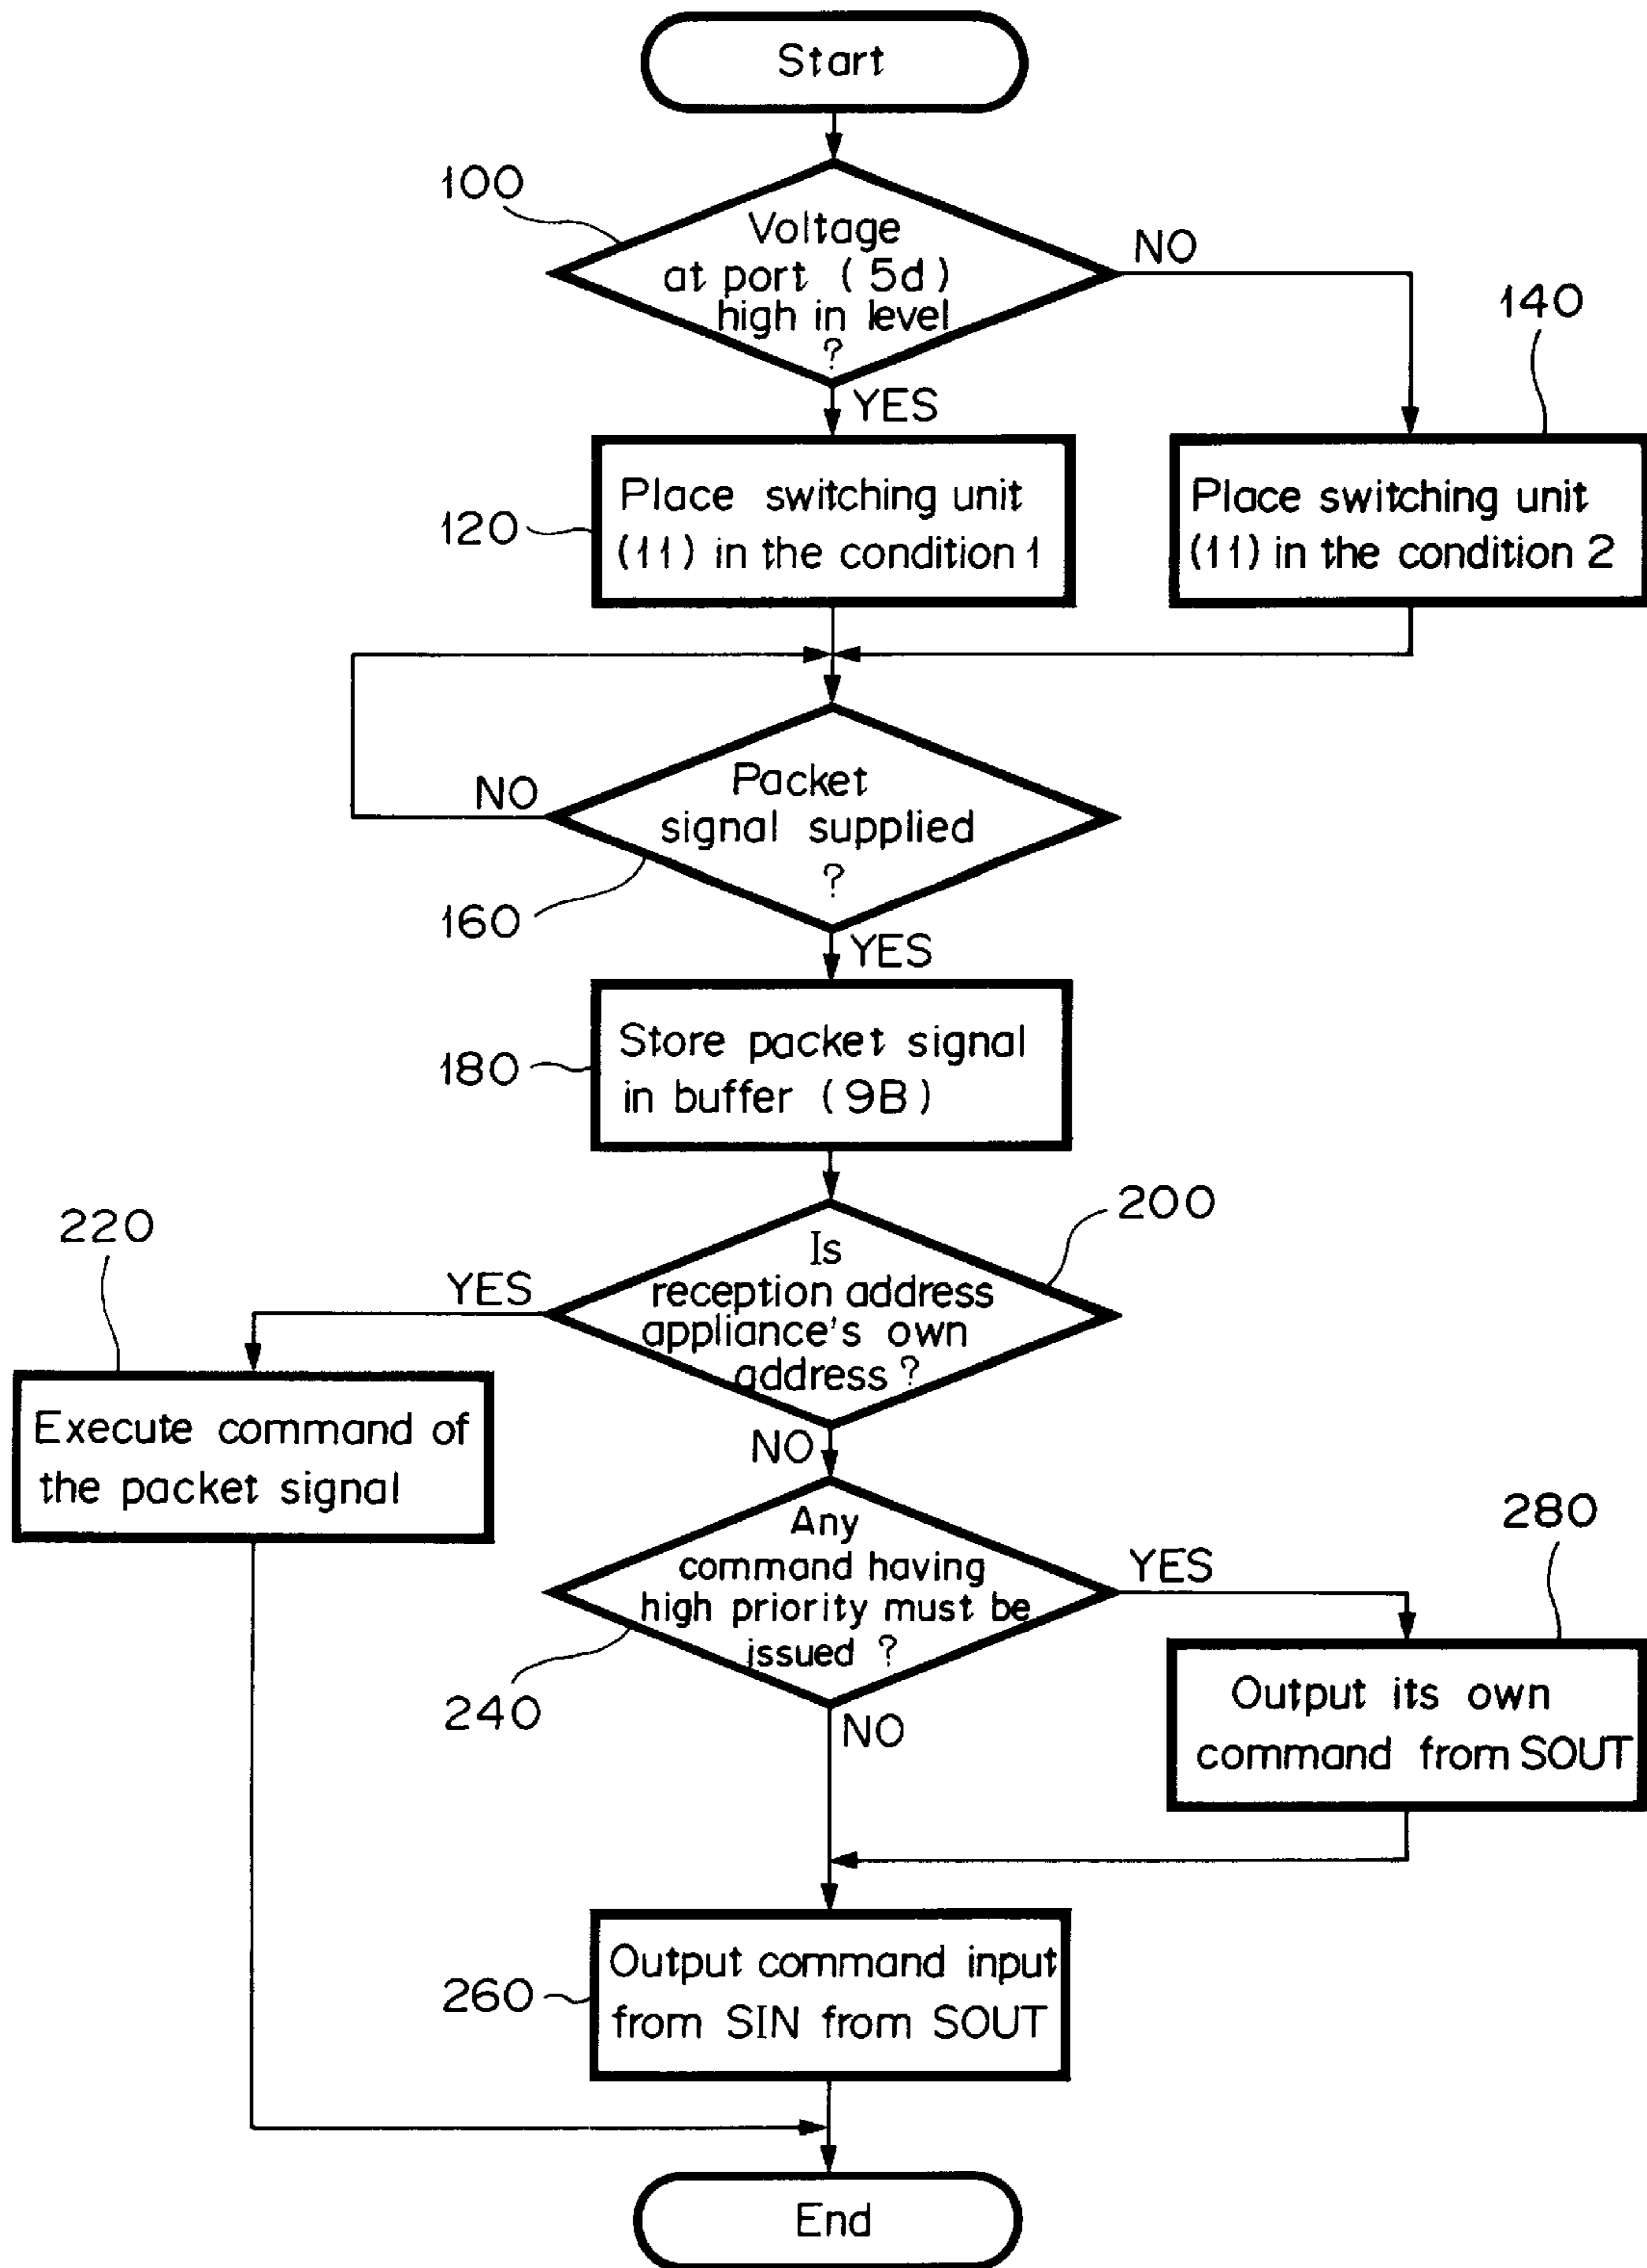 Start
100
Voltage
at port (5d)
high in level
?
NO
140
YES
120
Place switching unit
(11) in the condition 1
Place switching unit
(11) in the condition 2
NO
Packet
signal supplied
?
160
YES
180
Store packet signal
in buffer (9B)
200
220
YES
Is
reception address
appliance's own
address?
NO
Execute command of
the packet signal
Any
command having
high priority must be
issued ?
YES
280
240
NO
Output its own
command from SOUT
260
Output command input
from SIN from SOUT
End